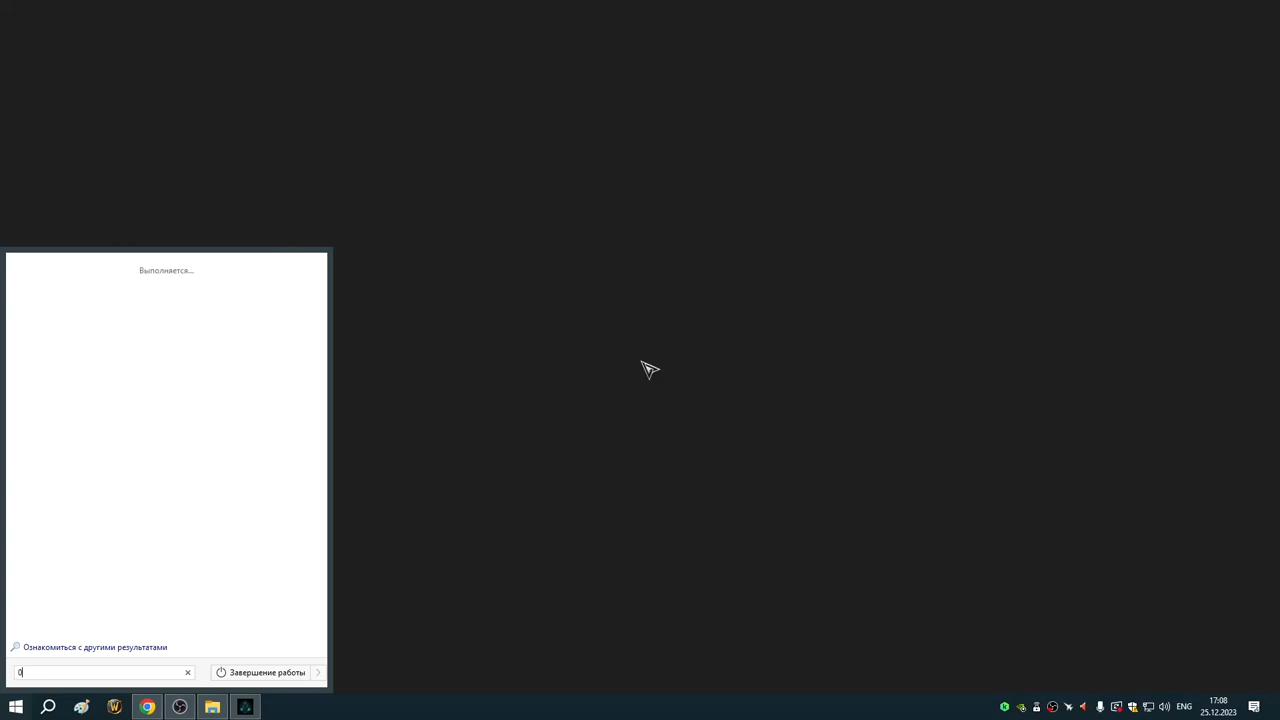 Выполняется...
Ознакомиться с другими результатами
0
Завершение работы
ENG
17:08
25.12.2023